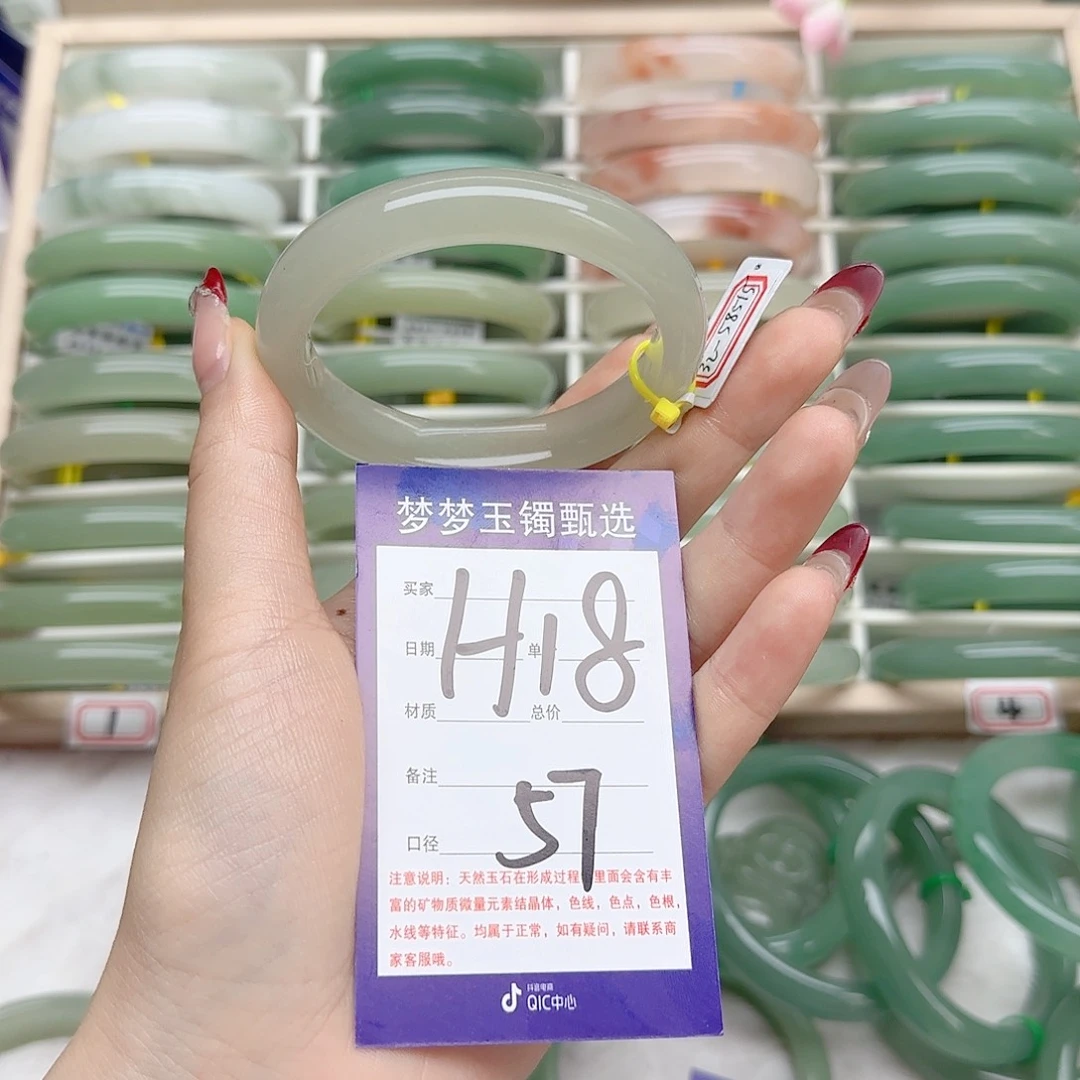 梦梦玉镯甄选
买家
H18
日期 单
材质 总价
备注
57
口径
注意说明：天然玉石在形成过程 里面会含有丰
富的矿物质微量元素结晶体，色线，色点，色根，
水线等特征。均属于正常，如有疑问，请联系商
家客服哦。
抖音电商
QIC中心
1
4